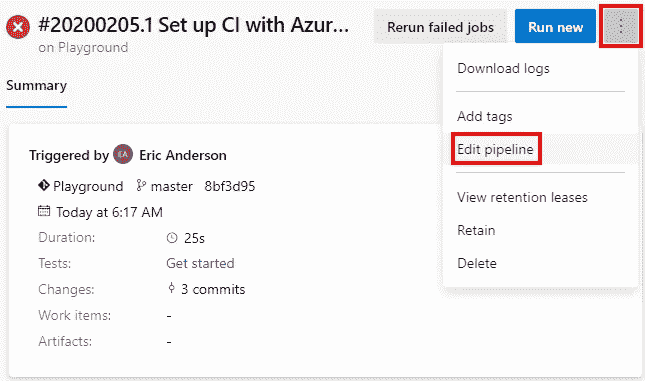 #20200205.1 Set up CI with Azur...
on Playground
Rerun failed jobs
Run new
Download logs
Add tags
Edit pipeline
View retention leases
Retain
Delete
Summary
Triggered by EA Eric Anderson
Playground master 8bf3d95
Today at 6:17 AM
Duration: 25s
Tests: Get started
Changes: 3 commits
Work items: -
Artifacts: -